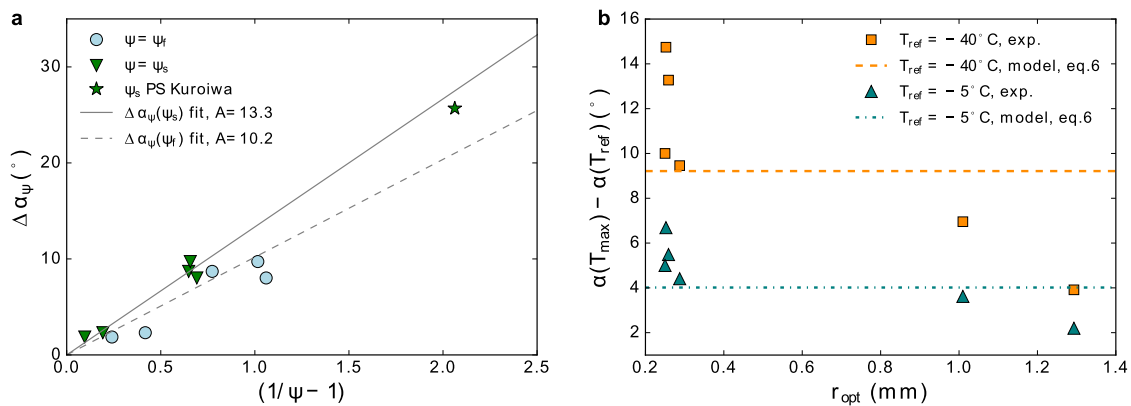 a
ψ = ψf
ψ = ψs
ψs PS Kuroiwa
Δ αψ(ψs) fit, A = 13.3
Δ αψ(ψf) fit, A = 10.2
30
20
10
0
Δ αψ(°)
0.0 0.5 1.0 1.5 2.0 2.5
(1/ψ − 1)
b
Tref = − 40°C, exp.
Tref = − 40°C, model, eq.6
Tref = − 5°C, exp.
Tref = − 5°C, model, eq.6
16
14
12
10
8
6
4
2
α(Tmax) − α(Tref) (°)
0.2 0.4 0.6 0.8 1.0 1.2 1.4
ropt (mm)